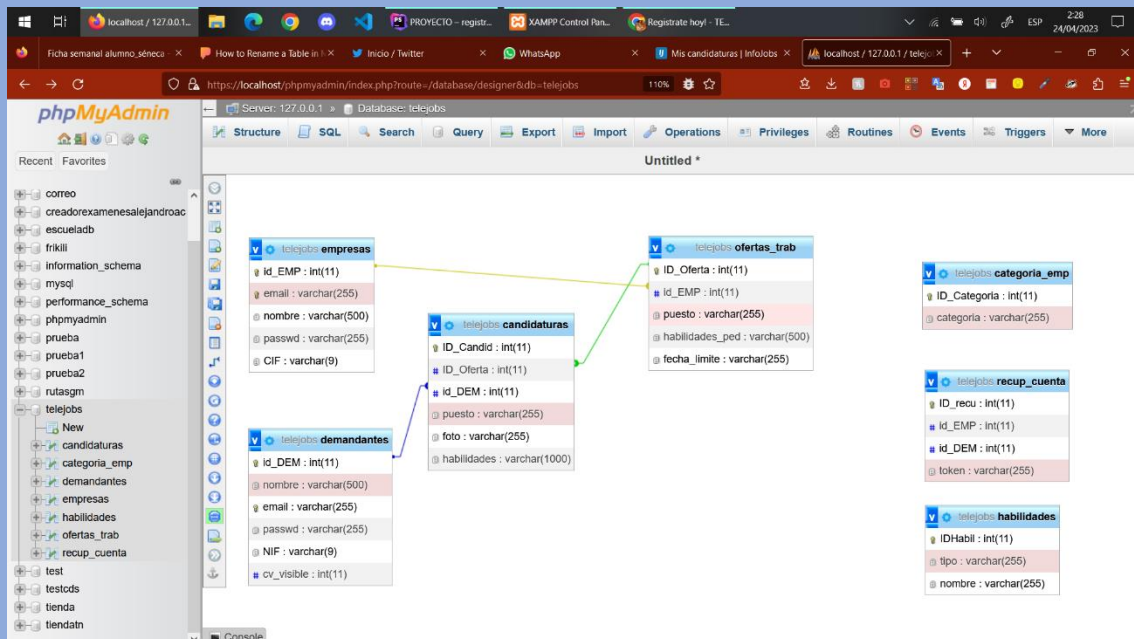 localhost / 127.0.0.1...
PROYECTO – registr...
XAMPP Control Pan...
Registrate hoy! - TE...
ESP
2:28
24/04/2023
Ficha semanal alumno_séneca
How to Rename a Table in
Inicio / Twitter
WhatsApp
Mis candidaturas | InfoJobs
localhost / 127.0.0.1 / telejo
https://localhost/phpmyadmin/index.php?route=/database/designer&db=telejobs
110%
phpMyAdmin
Recent Favorites
Server: 127.0.0.1 » Database: telejobs
Structure SQL Search Query Export Import Operations Privileges Routines Events Triggers More
Untitled *
correo
creadorexamenesalejandroac
escueladb
frikili
information_schema
mysql
performance_schema
phpmyadmin
prueba
prueba1
prueba2
rutasgm
telejobs
New
candidaturas
categoria_emp
demandantes
empresas
habilidades
ofertas_trab
recup_cuenta
test
testcds
tienda
tiendatn
telejobs empresas
id_EMP : int(11)
email : varchar(255)
nombre : varchar(500)
passwd : varchar(255)
CIF : varchar(9)
telejobs demandantes
id_DEM : int(11)
nombre : varchar(500)
email : varchar(255)
passwd : varchar(255)
NIF : varchar(9)
cv_visible : int(11)
telejobs candidaturas
ID_Candid : int(11)
ID_Oferta : int(11)
id_DEM : int(11)
puesto : varchar(255)
foto : varchar(255)
habilidades : varchar(1000)
telejobs ofertas_trab
ID_Oferta : int(11)
id_EMP : int(11)
puesto : varchar(255)
habilidades_ped : varchar(500)
fecha_limite : varchar(255)
telejobs categoria_emp
ID_Categoria : int(11)
categoria : varchar(255)
telejobs recup_cuenta
ID_recu : int(11)
id_EMP : int(11)
id_DEM : int(11)
token : varchar(255)
telejobs habilidades
IDHabil : int(11)
tipo : varchar(255)
nombre : varchar(255)
Console